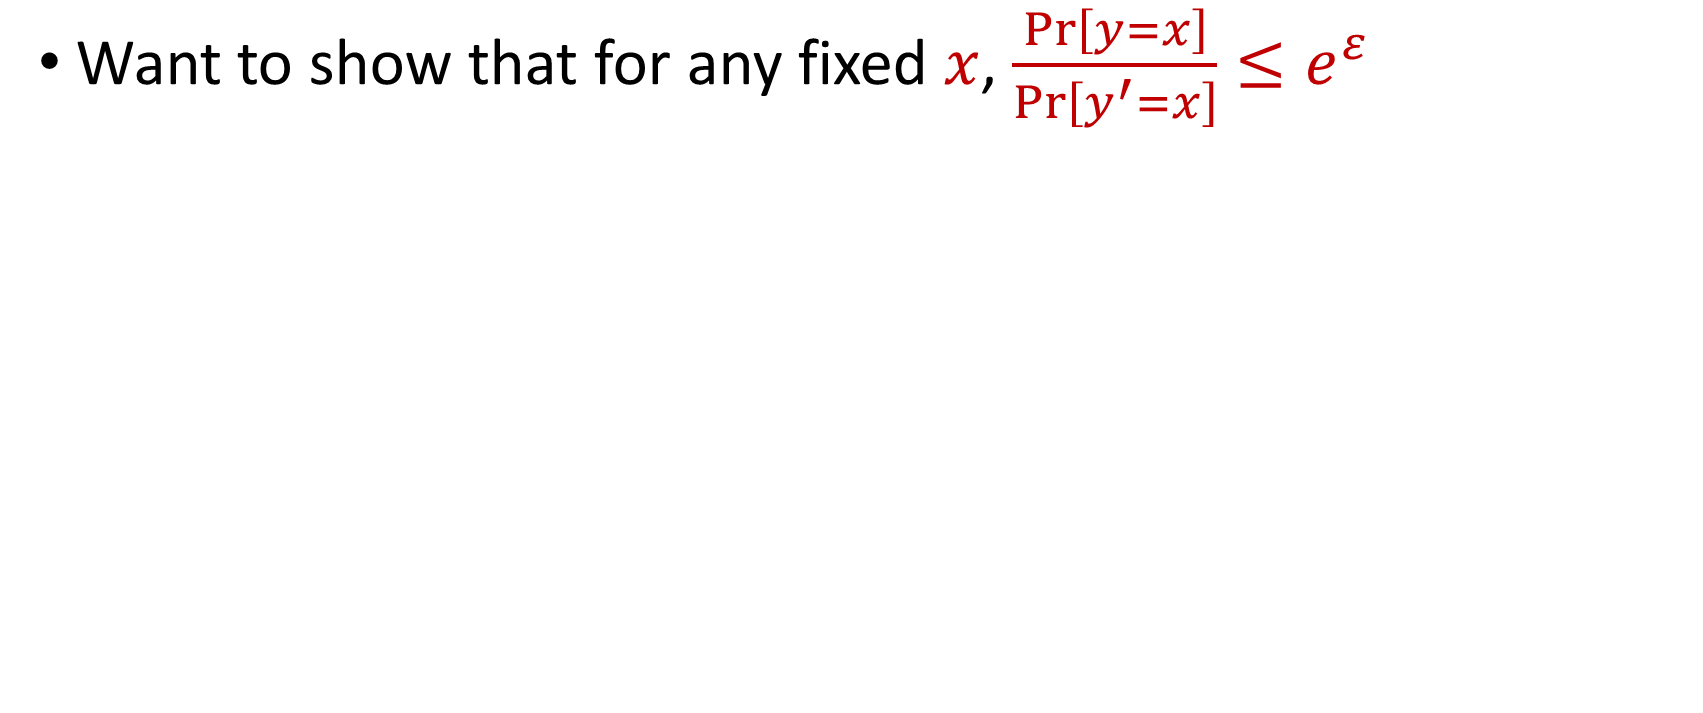 • Want to show that for any fixed x, Pr[y=x] / Pr[y′=x] ≤ e^ε